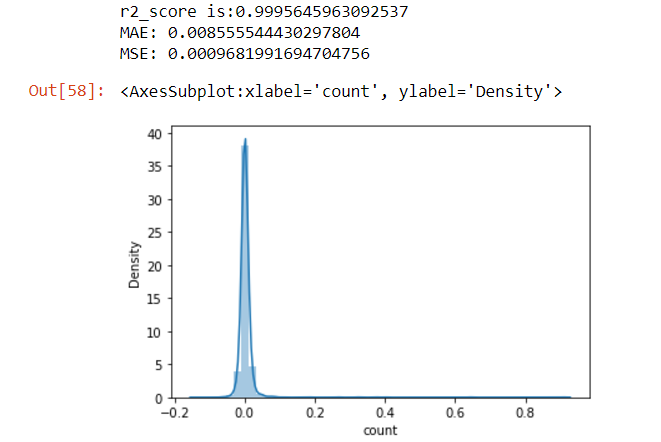 r2_score is:0.9995645963092537
MAE: 0.008555544430297804
MSE: 0.0009681991694704756
Out[58]: <AxesSubplot:xlabel='count', ylabel='Density'>
40
35
30
25
20
15
10
5
0
Density
−0.2 0.0 0.2 0.4 0.6 0.8
count